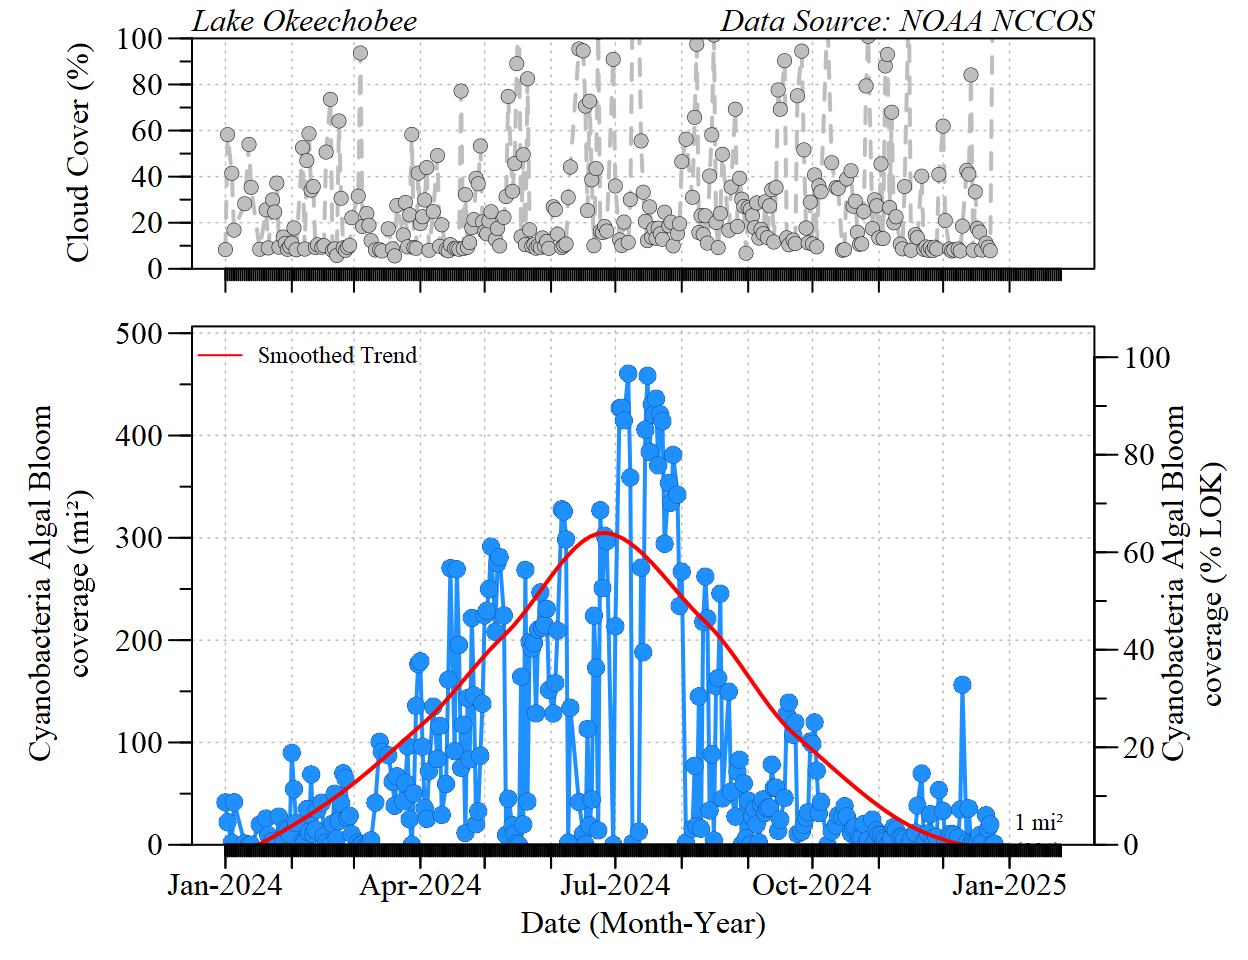 Lake Okeechobee
Data Source: NOAA NCCOS
Cloud Cover (%)
100
80
60
40
20
0
Cyanobacteria Algal Bloom
coverage (mi²)
500
400
300
200
100
0
Smoothed Trend
1 mi²
Cyanobacteria Algal Bloom
coverage (% LOK)
100
80
60
40
20
0
Jan-2024
Apr-2024
Jul-2024
Oct-2024
Jan-2025
Date (Month-Year)